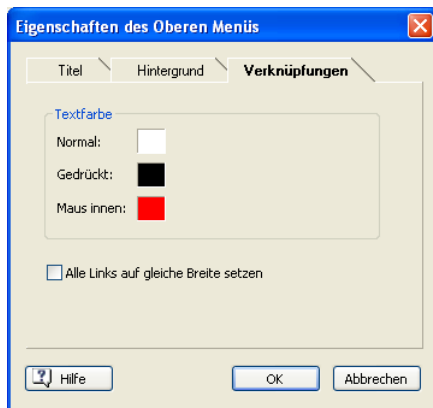 Eigenschaften des Oberen Menüs
Titel Hintergrund Verknüpfungen
Textfarbe
Normal:
Gedrückt:
Maus innen:
Alle Links auf gleiche Breite setzen
Hilfe OK Abbrechen